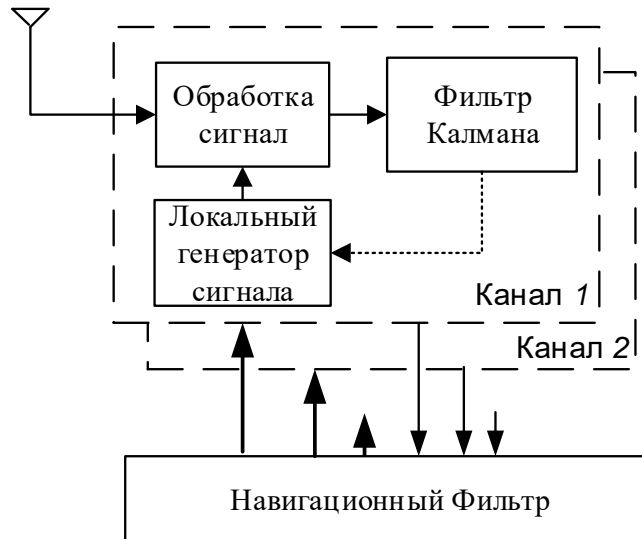 Обработка
сигнал
Фильтр
Калмана
Локальный
генератор
сигнала
Канал 1
Канал 2
Навигационный Фильтр